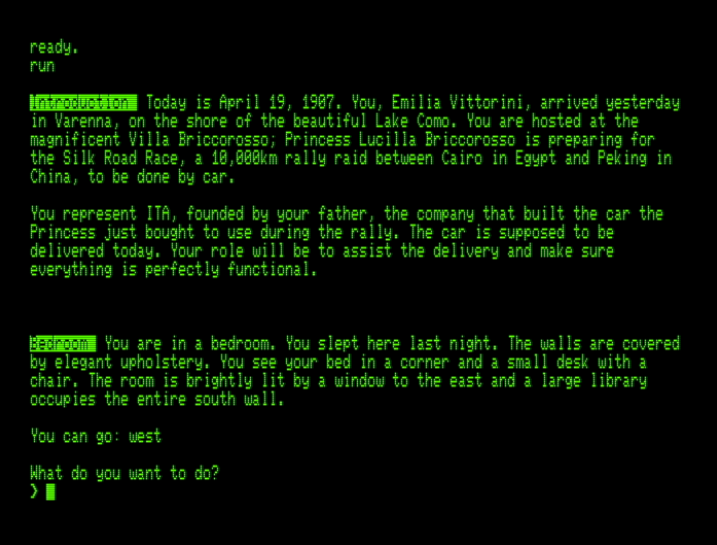 ready.
run
Introduction Today is April 19, 1907. You, Emilia Vittorini, arrived yesterday
in Varenna, on the shore of the beautiful Lake Como. You are hosted at the
magnificent Villa Briccorosso; Princess Lucilla Briccorosso is preparing for
the Silk Road Race, a 10,000km rally raid between Cairo in Egypt and Peking in
China, to be done by car.
You represent ITA, founded by your father, the company that built the car the
Princess just bought to use during the rally. The car is supposed to be
delivered today. Your role will be to assist the delivery and make sure
everything is perfectly functional.
Bedroom You are in a bedroom. You slept here last night. The walls are covered
by elegant upholstery. You see your bed in a corner and a small desk with a
chair. The room is brightly lit by a window to the east and a large library
occupies the entire south wall.
You can go: west
What do you want to do?
>